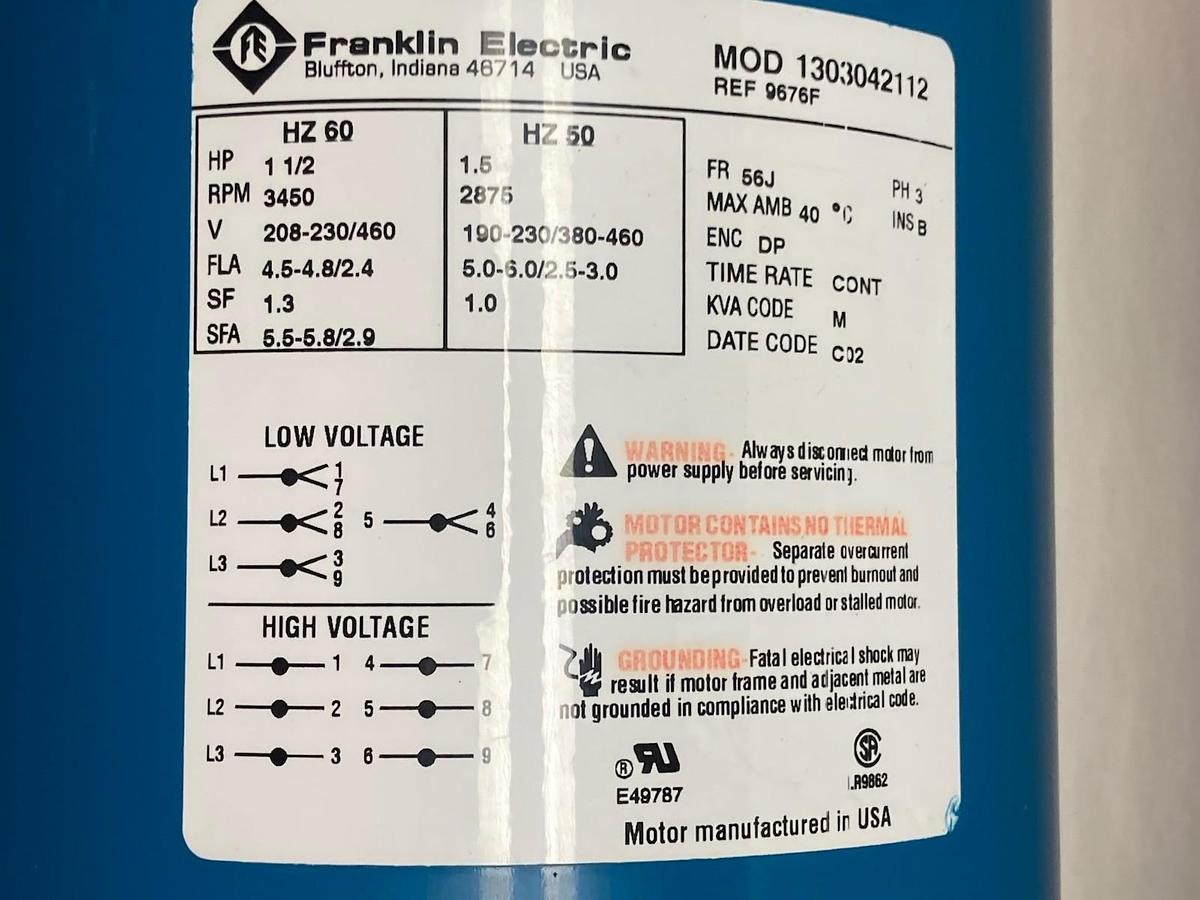 FE Franklin Electric
Bluffton, Indiana 46714 USA
MOD 1303042112
REF 9676F
HZ 60 HZ 50
HP 1 1/2 1.5
RPM 3450 2875
V 208-230/460 190-230/380-460
FLA 4.5-4.8/2.4 5.0-6.0/2.5-3.0
SF 1.3 1.0
SFA 5.5-5.8/2.9
FR 56J PH 3
MAX AMB 40 °C INS B
ENC DP
TIME RATE CONT
KVA CODE M
DATE CODE C02
LOW VOLTAGE
L1 1
7
L2 2 5 4
8 6
L3 3
9
HIGH VOLTAGE
L1 1 4 7
L2 2 5 8
L3 3 6 9
WARNING- Always disconnect motor from
power supply before servicing.
MOTOR CONTAINS NO THERMAL
PROTECTOR- Separate overcurrent
protection must be provided to prevent burnout and
possible fire hazard from overload or stalled motor.
GROUNDING- Fatal electrical shock may
result if motor frame and adjacent metal are
not grounded in compliance with electrical code.
® RU
E49787
SA
LR9862
Motor manufactured in USA